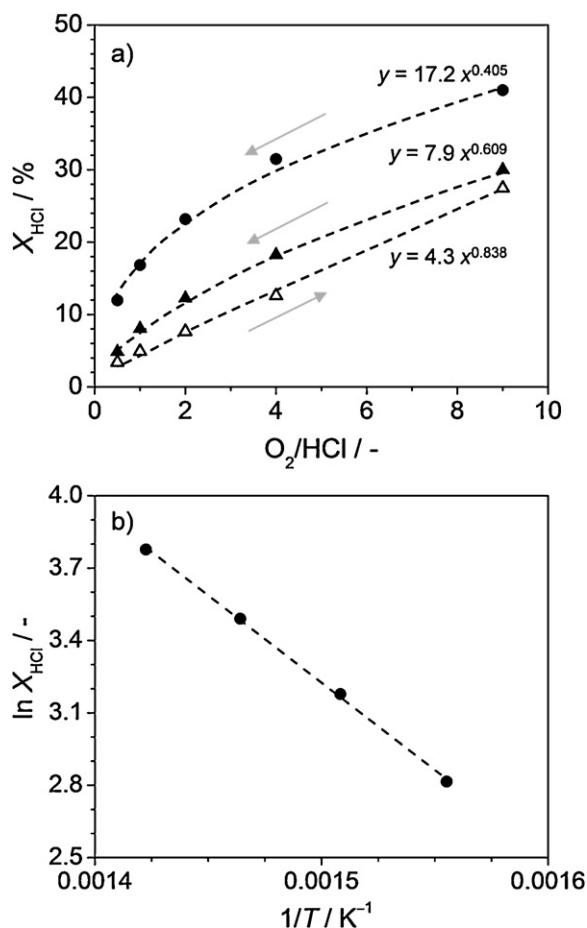 a)
50
40
30
20
10
0
X_HCl / %
y = 17.2 x^0.405
y = 7.9 x^0.609
y = 4.3 x^0.838
0 2 4 6 8 10
O₂/HCl / -
b)
4.0
3.7
3.4
3.1
2.8
2.5
ln X_HCl / --
0.0014 0.0015 0.0016
1/T / K⁻¹